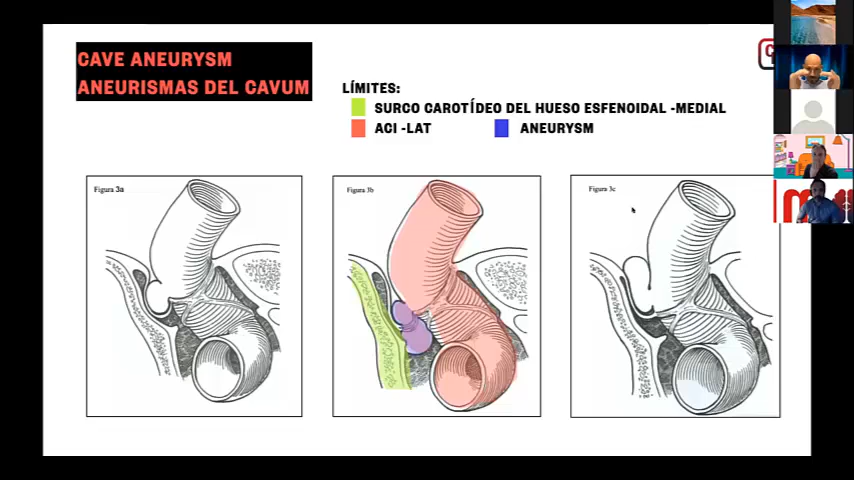 CAVE ANEURYSM
ANEURISMAS DEL CAVUM
LÍMITES:
SURCO CAROTÍDEO DEL HUESO ESFENOIDAL -MEDIAL
ACI -LAT
ANEURYSM
Figura 3a
Figura 3b
Figura 3c